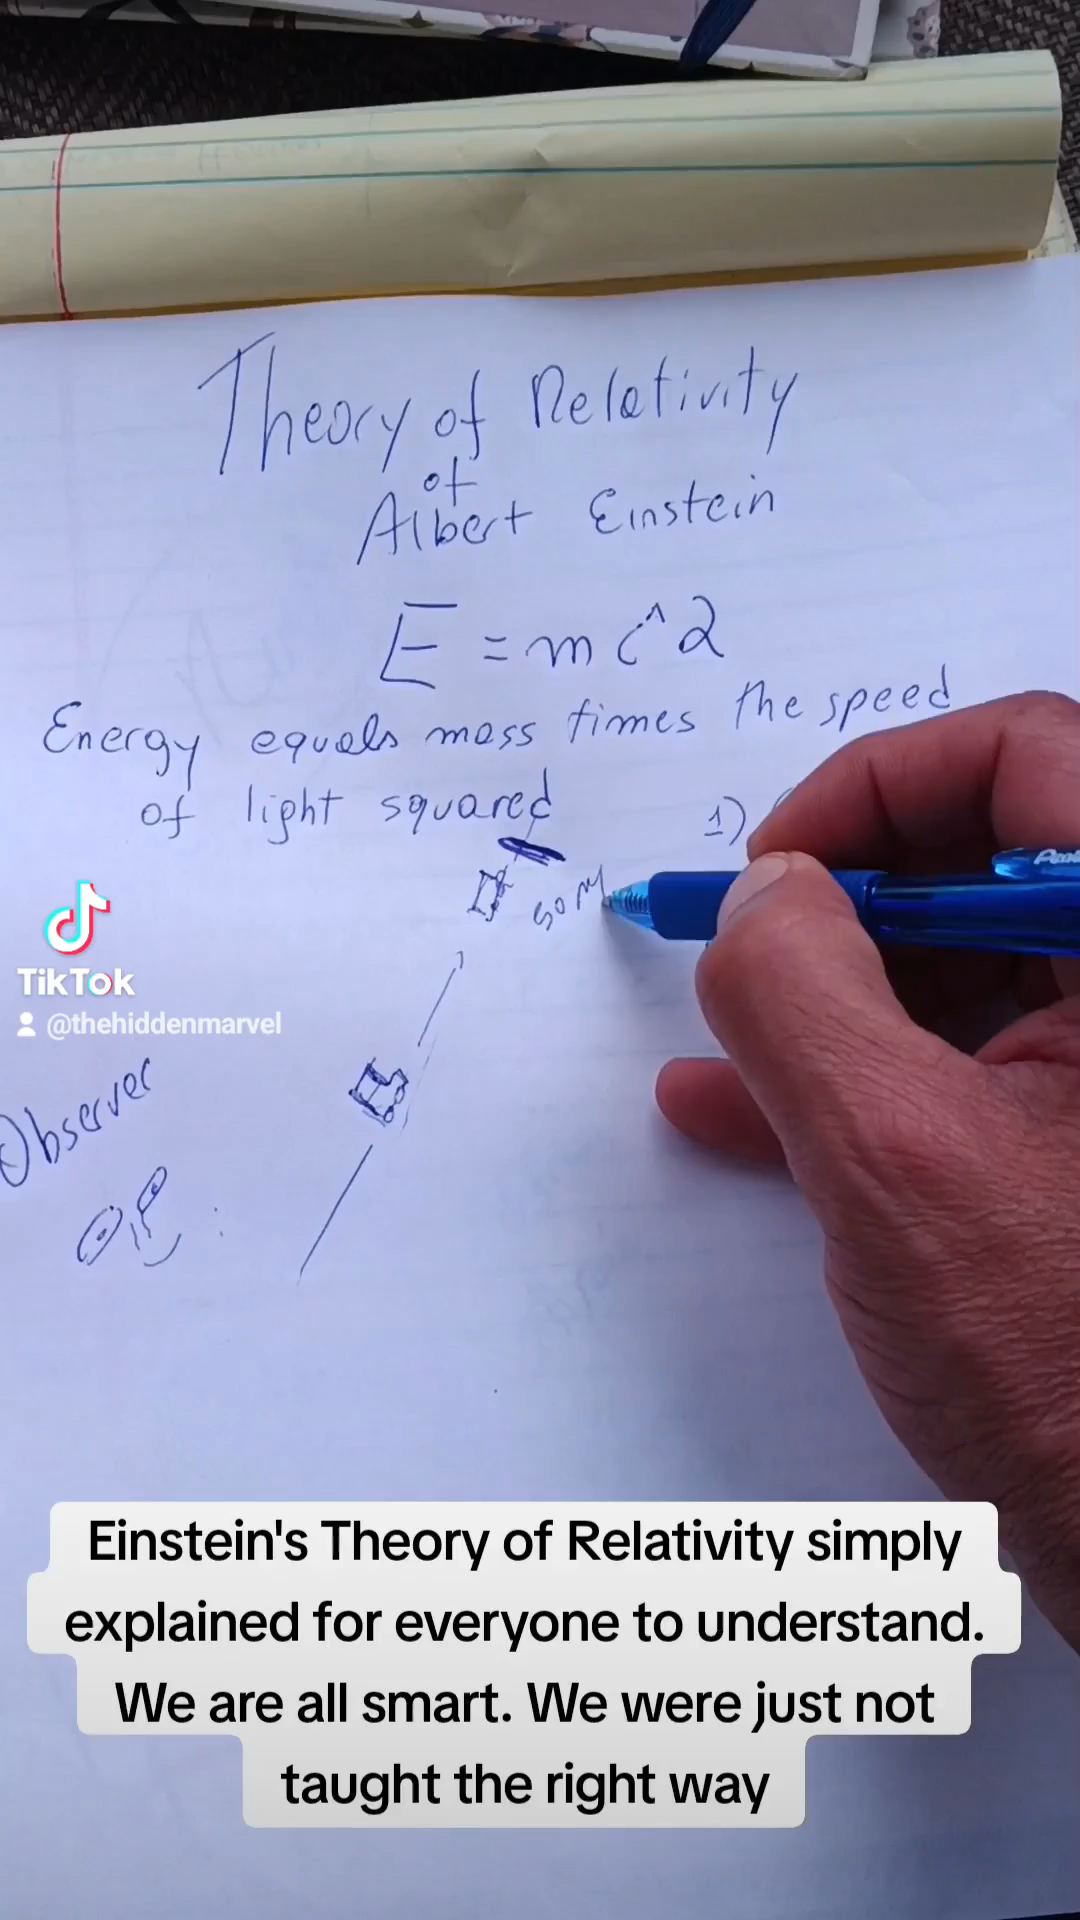 Theory of Relativity
of
Albert Einstein
E = mc^2
Energy equals mass times the speed
of light squared
1)
50 M
TikTok
@thehiddenmarvel
Observer
Einstein's Theory of Relativity simply
explained for everyone to understand.
We are all smart. We were just not
taught the right way